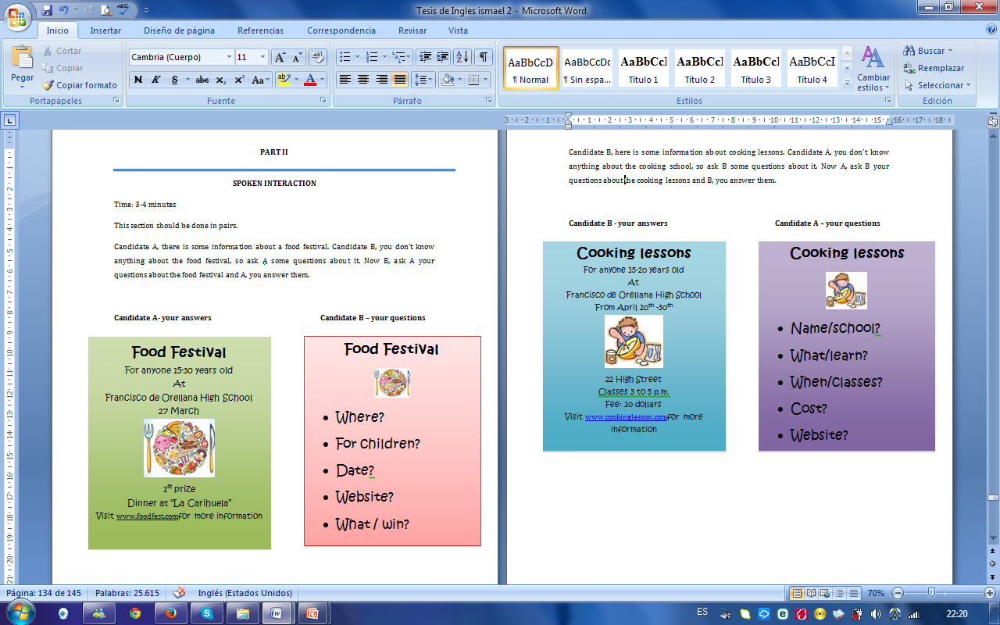 Tesis de Ingles ismael 2 - Microsoft Word
Inicio
Insertar
Diseño de página
Referencias
Correspondencia
Revisar
Vista
Pegar
Cortar
Copiar
Copiar formato
Portapapeles
Cambria (Cuerpo)
11
Fuente
Párrafo
AaBbCcD
¶ Normal
AaBbCcDc
¶ Sin espa...
AaBbCcI
Título 1
AaBbCcI
Título 2
AaBbCcI
Título 3
AaBbCcI
Título 4
Cambiar estilos
Estilos
Buscar
Reemplazar
Seleccionar
Edición
PART II
SPOKEN INTERACTION
Time: 3-4 minutes
This section should be done in pairs.
Candidate A, there is some information about a food festival. Candidate B, you don't know
anything about the food festival, so ask A some questions about it. Now B, ask A your
questions about the food festival and A, you answer them.
Candidate A- your answers
Candidate B – your questions
Food Festival
For anyone 15-30 years old
At
Francisco de Orellana High School
27 March
1st prize
Dinner at "La Carihuela"
Visit www.foodfest.comfor more information
Food Festival
• Where?
• For children?
• Date?
• Website?
• What / win?
Candidate B, here is some information about cooking lessons. Candidate A, you don't know
anything about the cooking school, so ask B some questions about it. Now A, ask B your
questions about the cooking lessons and B, you answer them.
Candidate B - your answers
Candidate A – your questions
Cooking lessons
For anyone 15-20 years old
At
Francisco de Orellana High School
From April 20th -30th
22 High Street
Classes 3 to 5 p.m.
Fee: 10 dollars
Visit www.cookinglesson.comfor more
information
Cooking lessons
• Name/school?
• What/learn?
• When/classes?
• Cost?
• Website?
Página: 134 de 145
Palabras: 25.615
Inglés (Estados Unidos)
70%
ES
22:20